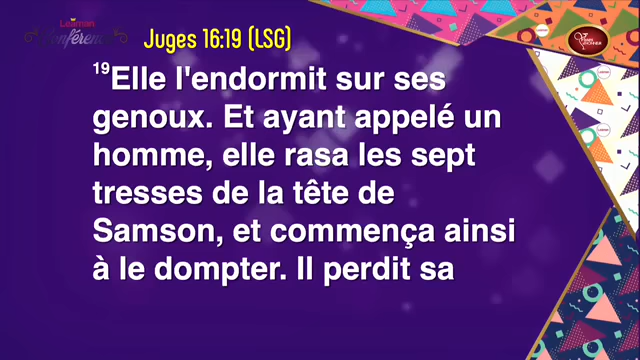 Conférence
Juges 16:19 (LSG)
19Elle l'endormit sur ses
genoux. Et ayant appelé un
homme, elle rasa les sept
tresses de la tête de
Samson, et commença ainsi
à le dompter. Il perdit sa